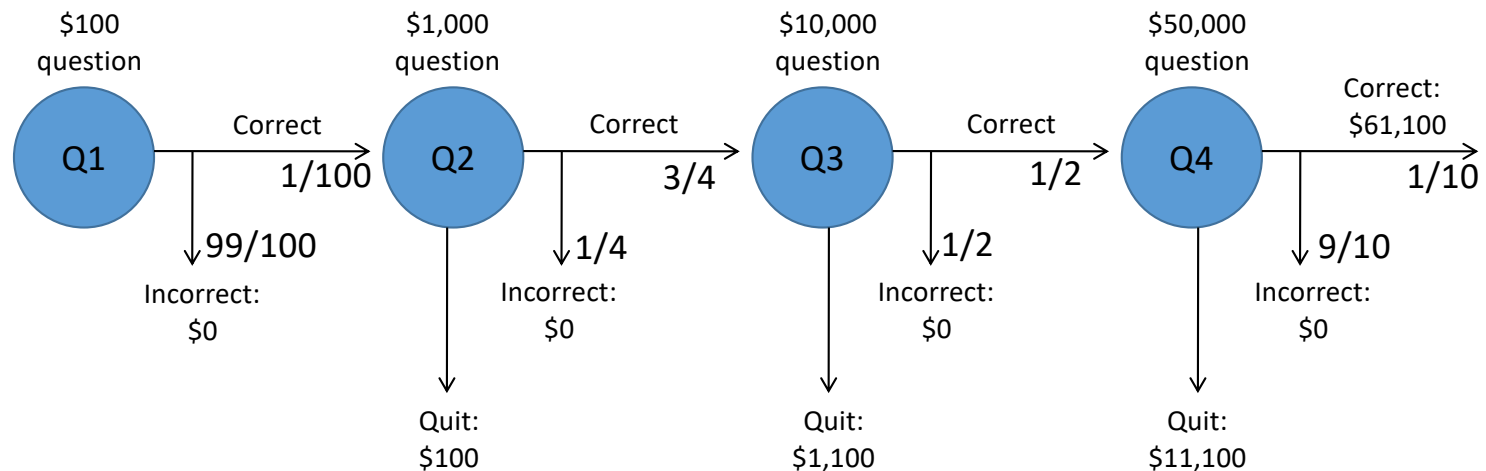 $100
question
$1,000
question
$10,000
question
$50,000
question
Q1
Correct
1/100
99/100
Incorrect:
$0
Q2
Correct
3/4
1/4
Incorrect:
$0
Quit:
$100
Q3
Correct
1/2
1/2
Incorrect:
$0
Quit:
$1,100
Q4
Correct:
$61,100
1/10
9/10
Incorrect:
$0
Quit:
$11,100